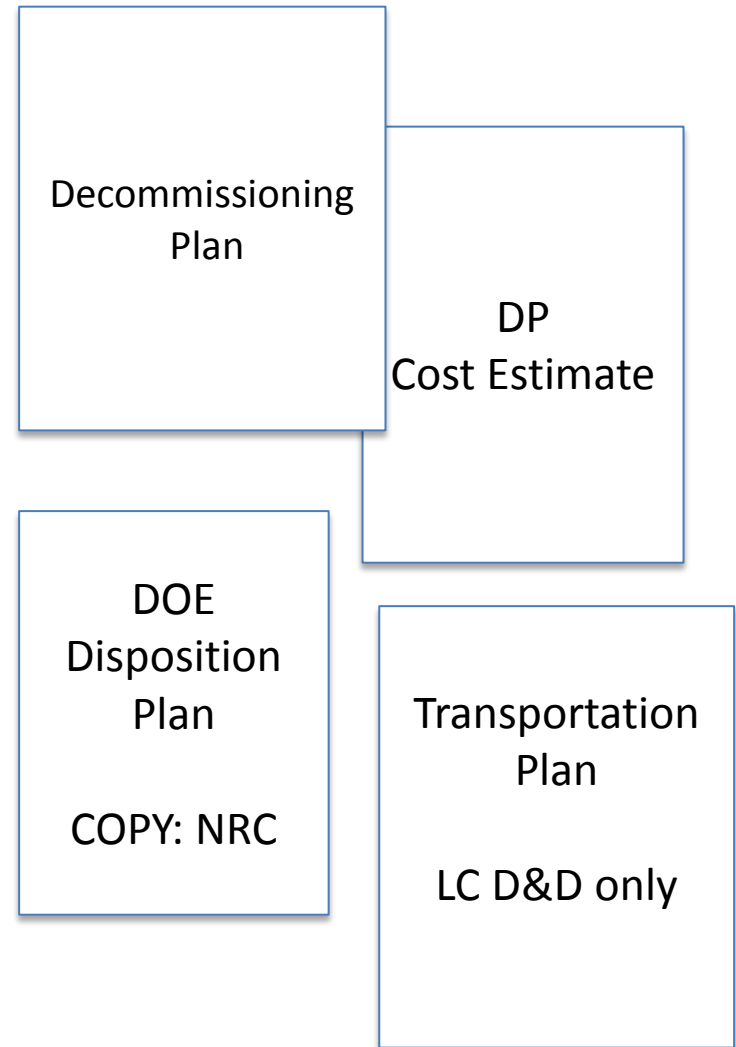 Decommissioning
Plan
DP
Cost Estimate
DOE
Disposition
Plan
COPY: NRC
Transportation
Plan
LC D&D only